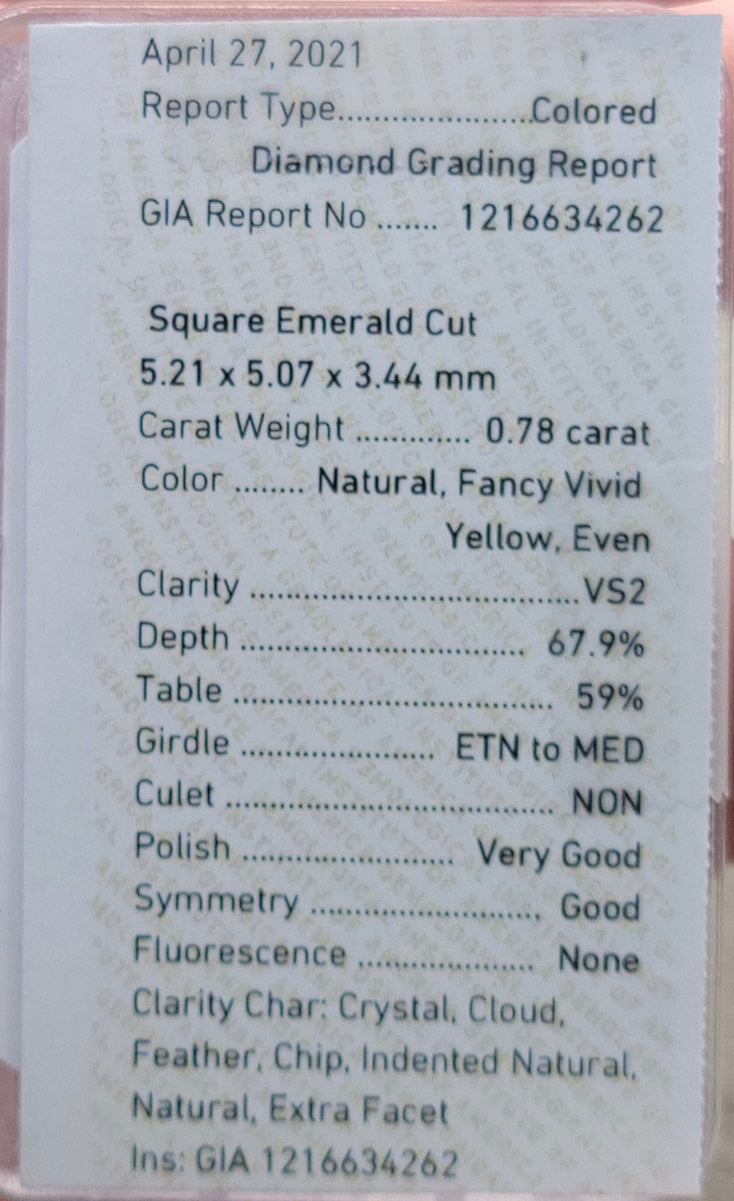 April 27, 2021
Report Type......................Colored
Diamond Grading Report
GIA Report No ....... 1216634262
Square Emerald Cut
5.21 x 5.07 x 3.44 mm
Carat Weight ............. 0.78 carat
Color ........ Natural, Fancy Vivid
Yellow, Even
Clarity .....................................VS2
Depth ................................ 67.9%
Table .................................... 59%
Girdle ...................... ETN to MED
Culet ..................................... NON
Polish ........................ Very Good
Symmetry .......................... Good
Fluorescence .................... None
Clarity Char: Crystal, Cloud,
Feather, Chip, Indented Natural,
Natural, Extra Facet
Ins: GIA 1216634262